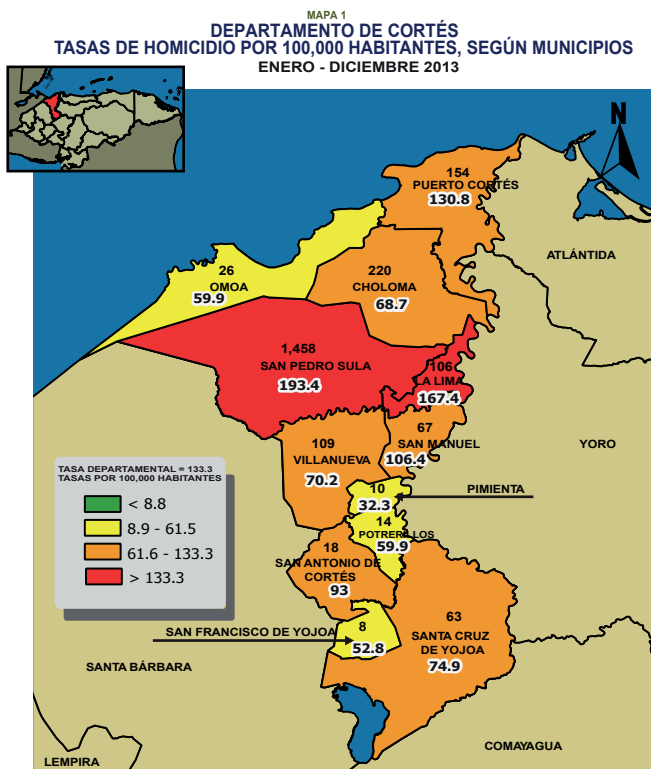 MAPA 1
DEPARTAMENTO DE CORTÉS
TASAS DE HOMICIDIO POR 100,000 HABITANTES, SEGÚN MUNICIPIOS
ENERO - DICIEMBRE 2013
N
154
PUERTO CORTÉS
130.8
ATLÁNTIDA
26
OMOA
59.9
220
CHOLOMA
68.7
1,458
SAN PEDRO SULA
193.4
106
LA LIMA
167.4
67
SAN MANUEL
106.4
YORO
109
VILLANUEVA
70.2
TASA DEPARTAMENTAL = 133.3
TASAS POR 100,000 HABITANTES
< 8.8
8.9 - 61.5
61.6 - 133.3
> 133.3
10
32.3
PIMIENTA
14
POTRERILLOS
59.9
18
SAN ANTONIO DE
CORTÉS
93
8
SAN FRANCISCO DE YOJOA
52.8
63
SANTA CRUZ
DE YOJOA
74.9
SANTA BÁRBARA
COMAYAGUA
LEMPIRA